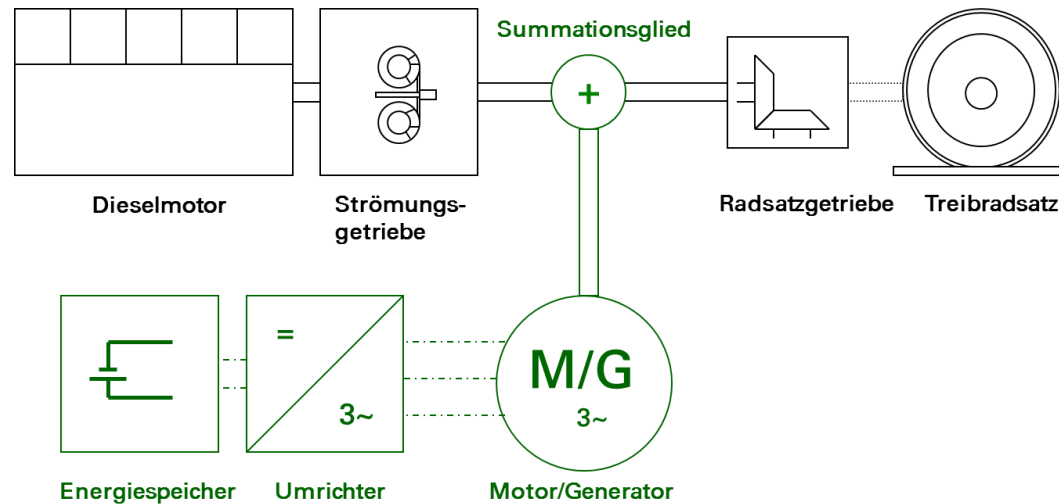 Summationsglied
+
Dieselmotor
Strömungs-
getriebe
Radsatzgetriebe
Treibradsatz
=
3~
M/G
3~
Energiespeicher
Umrichter
Motor/Generator